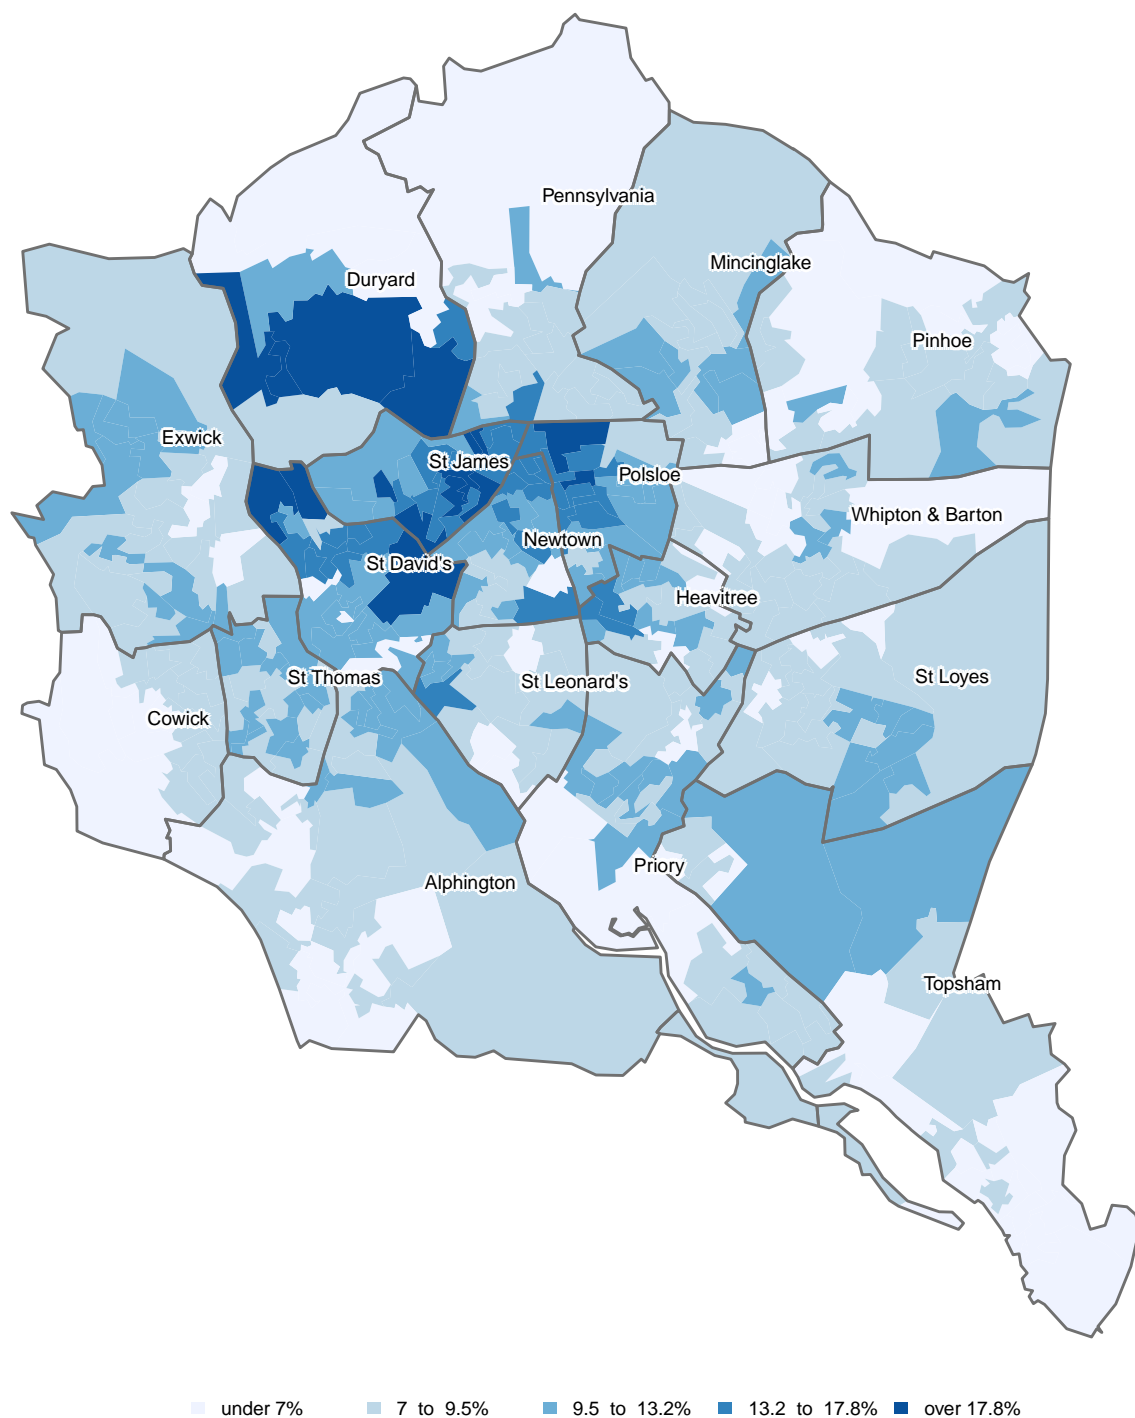 Pennsylvania
Mincinglake
Duryard
Pinhoe
Exwick
St James
Polsloe
Whipton & Barton
Newtown
St David's
Heavitree
St Thomas
St Leonard's
St Loyes
Cowick
Priory
Alphington
Topsham
under 7% 7 to 9.5% 9.5 to 13.2% 13.2 to 17.8% over 17.8%